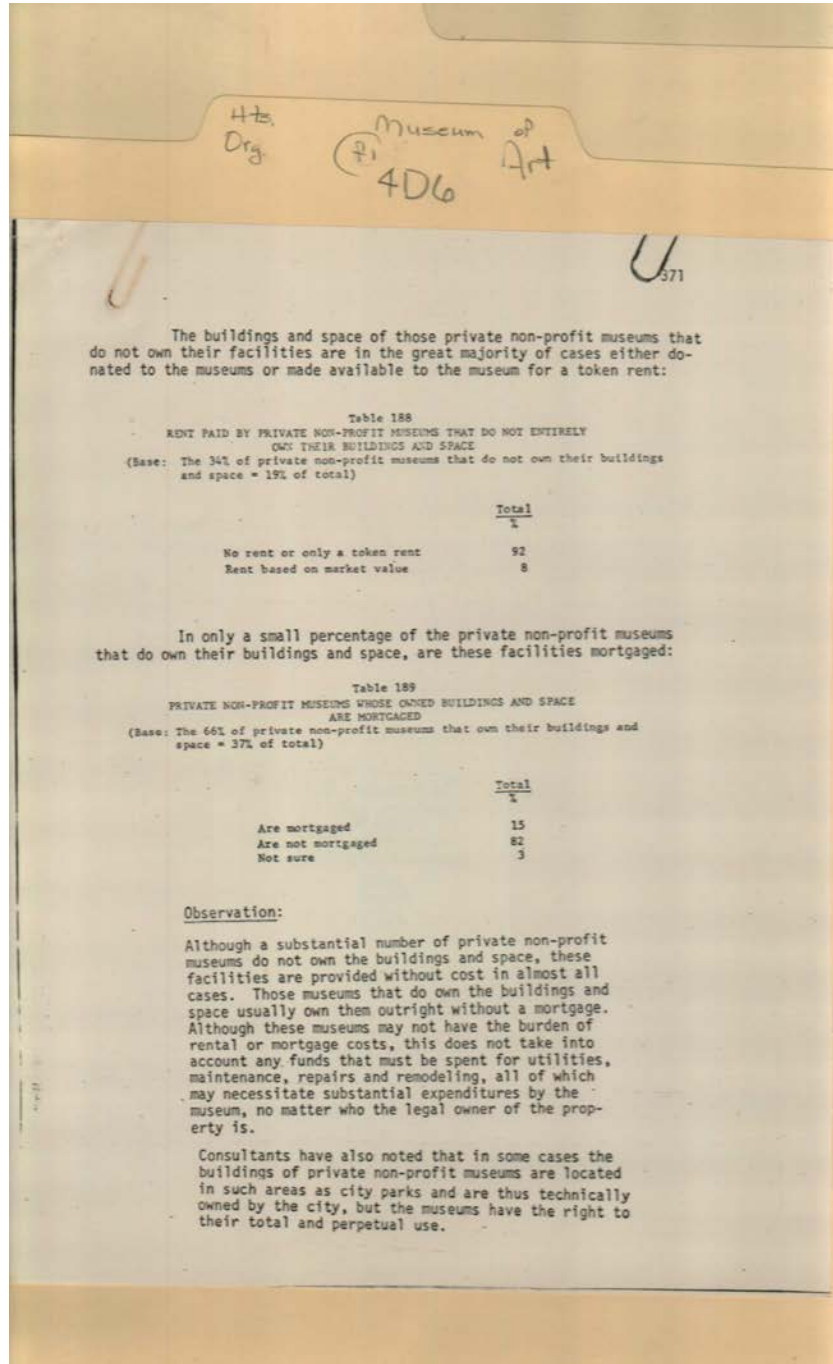 Hts.
Org.
Museum of
Art
4D6
371
The buildings and space of those private non-profit museums that
do not own their facilities are in the great majority of cases either do-
nated to the museums or made available to the museum for a token rent:
Table 188
RENT PAID BY PRIVATE NON-PROFIT MUSEUMS THAT DO NOT ENTIRELY
OWN THEIR BUILDINGS AND SPACE
(Base: The 34% of private non-profit museums that do not own their buildings
and space = 19% of total)
Total
%
No rent or only a token rent 92
Rent based on market value 8
In only a small percentage of the private non-profit museums
that do own their buildings and space, are these facilities mortgaged:
Table 189
PRIVATE NON-PROFIT MUSEUMS WHOSE OWNED BUILDINGS AND SPACE
ARE MORTGAGED
(Base: The 66% of private non-profit museums that own their buildings and
space = 37% of total)
Total
%
Are mortgaged 15
Are not mortgaged 82
Not sure 3
Observation:
Although a substantial number of private non-profit
museums do not own the buildings and space, these
facilities are provided without cost in almost all
cases. Those museums that do own the buildings and
space usually own them outright without a mortgage.
Although these museums may not have the burden of
rental or mortgage costs, this does not take into
account any funds that must be spent for utilities,
maintenance, repairs and remodeling, all of which
may necessitate substantial expenditures by the
museum, no matter who the legal owner of the prop-
erty is.
Consultants have also noted that in some cases the
buildings of private non-profit museums are located
in such areas as city parks and are thus technically
owned by the city, but the museums have the right to
their total and perpetual use.